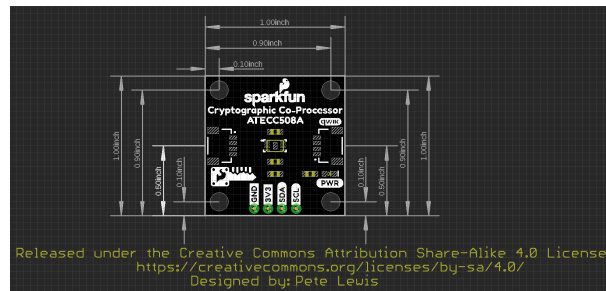 1.00inch
0.90inch
0.10inch
sparkfun
Cryptographic Co-Processor
ATECC508A
qwiic
1.00inch
0.90inch
0.50inch
0.10inch
0.10inch
0.50inch
0.90inch
1.00inch
PWR
GND
3V3
SDA
SCL
Released under the Creative Commons Attribution Share-Alike 4.0 License
https://creativecommons.org/licenses/by-sa/4.0/
Designed by: Pete Lewis